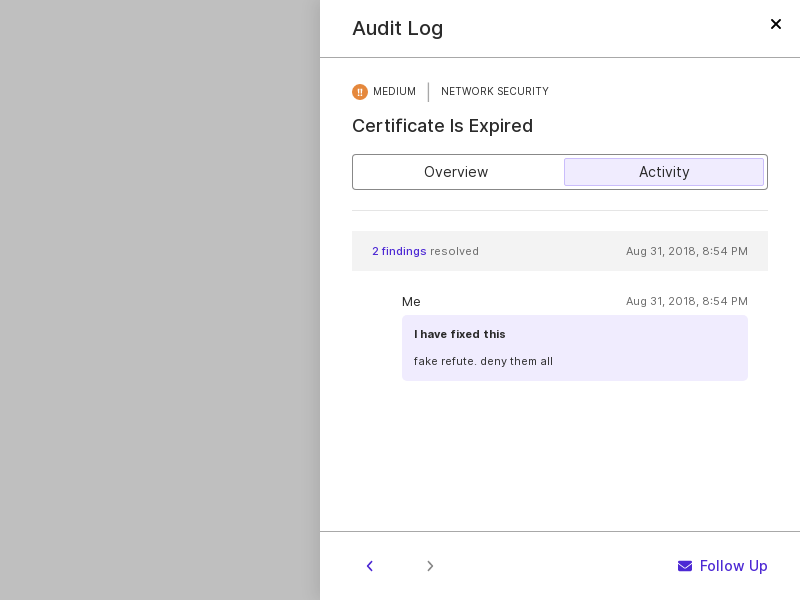 Audit Log
!! MEDIUM NETWORK SECURITY
Certificate Is Expired
Overview Activity
2 findings resolved Aug 31, 2018, 8:54 PM
Me Aug 31, 2018, 8:54 PM
I have fixed this
fake refute. deny them all
Follow Up